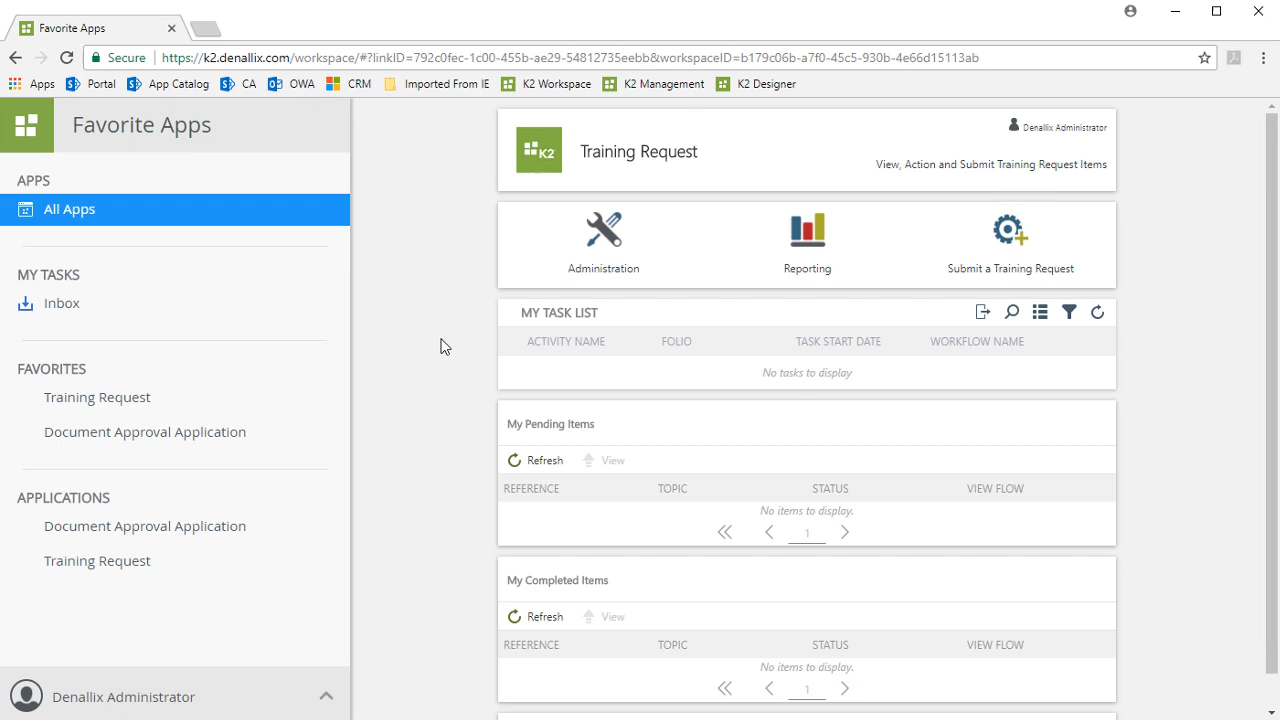 Favorite Apps
Secure https://k2.denallix.com/workspace/#?linkID=792c0fec-1c00-455b-ae29-54812735eebb&workspaceID=b179c06b-a7f0-45c5-930b-4e66d15113ab
Apps Portal App Catalog CA OWA CRM Imported From IE K2 Workspace K2 Management K2 Designer
Favorite Apps
APPS
All Apps
MY TASKS
Inbox
FAVORITES
Training Request
Document Approval Application
APPLICATIONS
Document Approval Application
Training Request
Denallix Administrator
K2
Training Request
Denallix Administrator
View, Action and Submit Training Request Items
Administration Reporting Submit a Training Request
MY TASK LIST
ACTIVITY NAME FOLIO TASK START DATE WORKFLOW NAME
No tasks to display
My Pending Items
Refresh View
REFERENCE TOPIC STATUS VIEW FLOW
No items to display.
1
My Completed Items
Refresh View
REFERENCE TOPIC STATUS VIEW FLOW
No items to display.
1